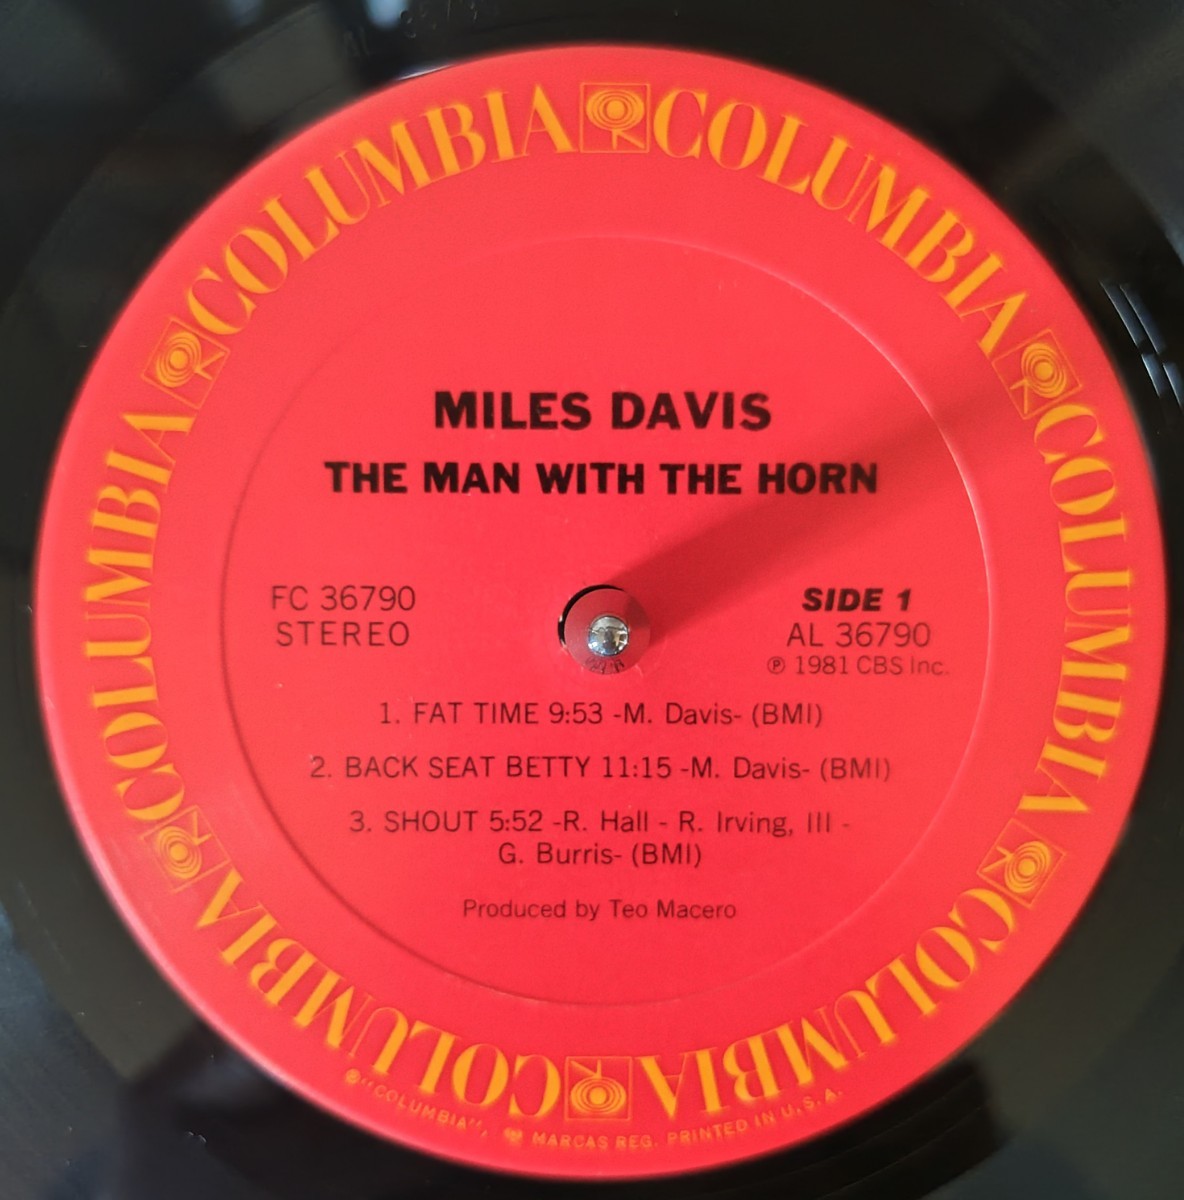 COLUMBIA COLUMBIA COLUMBIA COLUMBIA COLUMBIA COLUMBIA
MILES DAVIS
THE MAN WITH THE HORN
FC 36790
STEREO
SIDE 1
AL 36790
℗ 1981 CBS Inc.
1. FAT TIME 9:53 -M. Davis- (BMI)
2. BACK SEAT BETTY 11:15 -M. Davis- (BMI)
3. SHOUT 5:52 -R. Hall - R. Irving, III -
G. Burris- (BMI)
Produced by Teo Macero
® "COLUMBIA", MARCAS REG. PRINTED IN U.S.A.